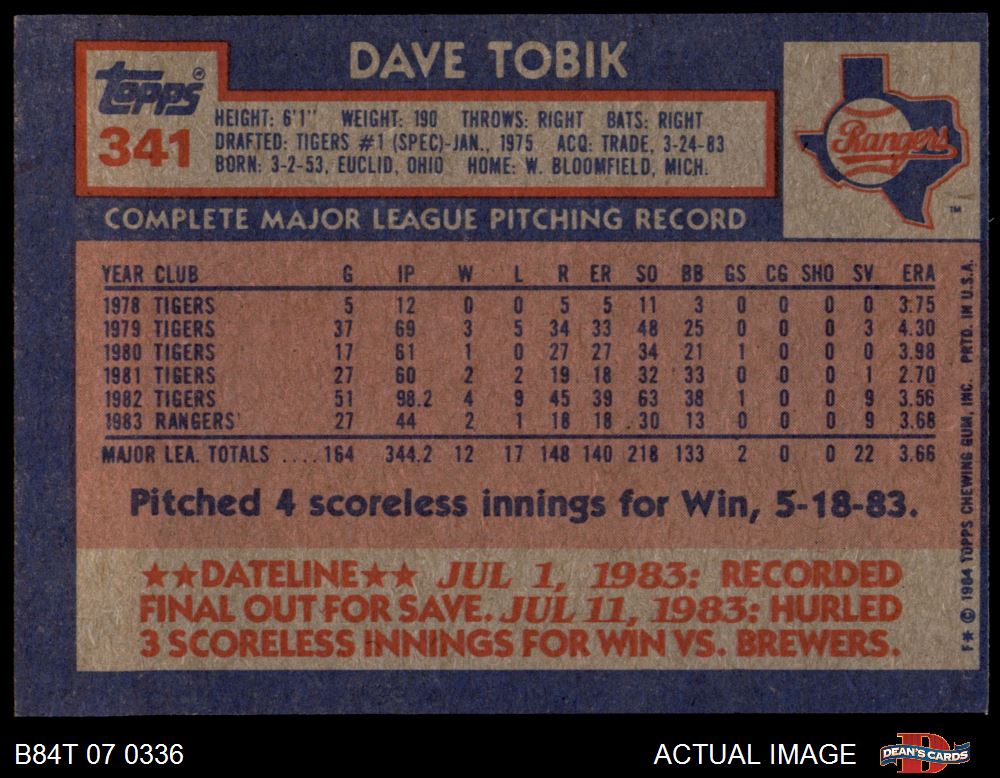 DAVE TOBIK
Topps®
341
HEIGHT: 6'1" WEIGHT: 190 THROWS: RIGHT BATS: RIGHT
DRAFTED: TIGERS #1 (SPEC)-JAN., 1975 ACQ: TRADE, 3-24-83
BORN: 3-2-53, EUCLID, OHIO HOME: W. BLOOMFIELD, MICH.
Rangers
TM
COMPLETE MAJOR LEAGUE PITCHING RECORD
YEAR CLUB G IP W L R ER SO BB GS CG SHO SV ERA
1978 TIGERS 5 12 0 0 5 5 11 3 0 0 0 0 3.75
1979 TIGERS 37 69 3 5 34 33 48 25 0 0 0 3 4.30
1980 TIGERS 17 61 1 0 27 27 34 21 1 0 0 0 3.98
1981 TIGERS 27 60 2 2 19 18 32 33 0 0 0 1 2.70
1982 TIGERS 51 98.2 4 9 45 39 63 38 1 0 0 9 3.56
1983 RANGERS 27 44 2 1 18 18 30 13 0 0 0 9 3.68
MAJOR LEA. TOTALS ....164 344.2 12 17 148 140 218 133 2 0 0 22 3.66
Pitched 4 scoreless innings for Win, 5-18-83.
★★DATELINE★★ JUL 1, 1983: RECORDED
FINAL OUT FOR SAVE. JUL 11, 1983: HURLED
3 SCORELESS INNINGS FOR WIN VS. BREWERS.
F* © 1984 TOPPS CHEWING GUM, INC. PRTD. IN U.S.A.
B84T 07 0336
ACTUAL IMAGE
DEAN'S CARDS